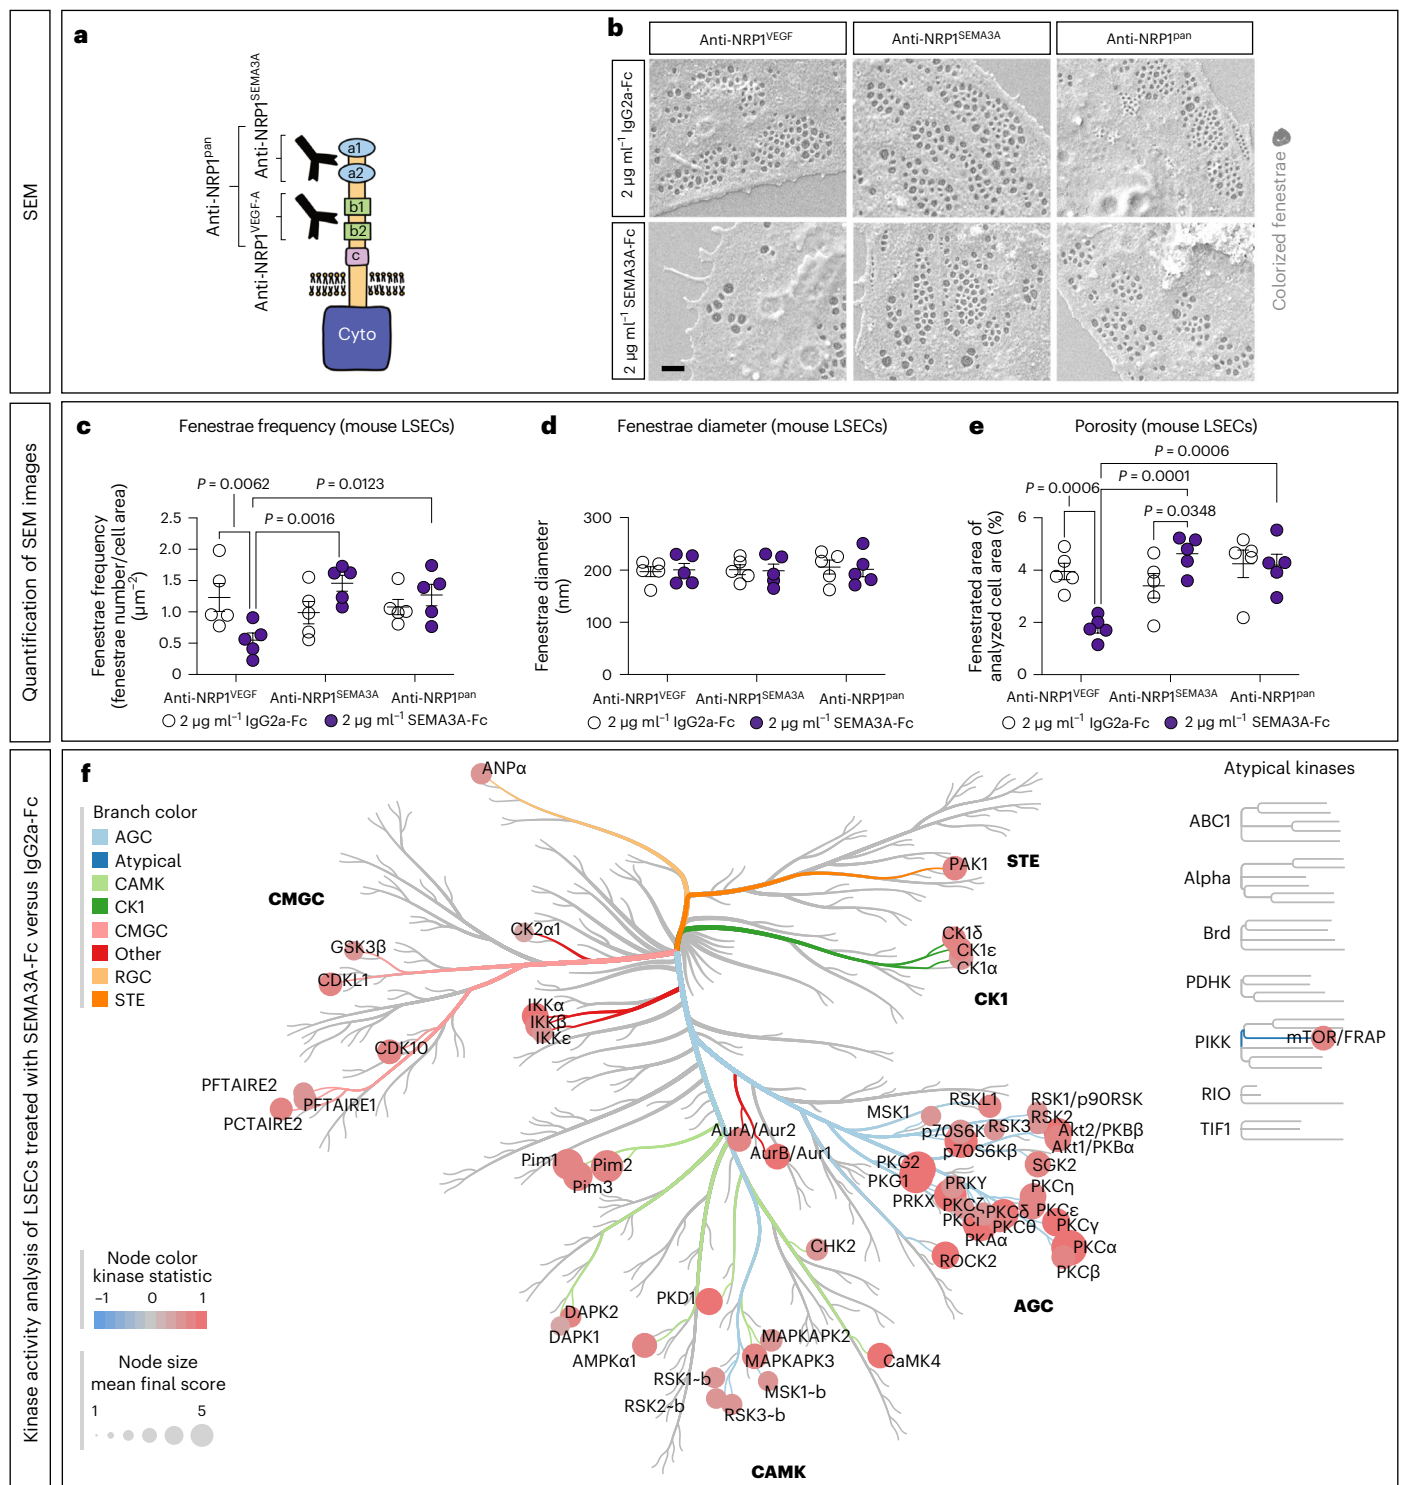 SEM
a
Anti-NRP1pan
Anti-NRP1SEMA3A
Anti-NRP1VEGF-A
a1
a2
b1
b2
c
Cyto
b
Anti-NRP1VEGF
Anti-NRP1SEMA3A
Anti-NRP1pan
2 µg ml−1 IgG2a-Fc
2 µg ml−1 SEMA3A-Fc
Colorized fenestrae
Quantification of SEM images
c
Fenestrae frequency (mouse LSECs)
P = 0.0062
P = 0.0123
P = 0.0016
Fenestrae frequency
(fenestrae number/cell area)
(µm−2)
2.5
2.0
1.5
1.0
0.5
0
Anti-NRP1VEGF
Anti-NRP1SEMA3A
Anti-NRP1pan
2 µg ml−1 IgG2a-Fc
2 µg ml−1 SEMA3A-Fc
d
Fenestrae diameter (mouse LSECs)
Fenestrae diameter
(nm)
300
200
100
0
Anti-NRP1VEGF
Anti-NRP1SEMA3A
Anti-NRP1pan
2 µg ml−1 IgG2a-Fc
2 µg ml−1 SEMA3A-Fc
e
Porosity (mouse LSECs)
P = 0.0006
P = 0.0001
P = 0.0006
P = 0.0348
Fenestrated area of
analyzed cell area (%)
6
4
2
0
Anti-NRP1VEGF
Anti-NRP1SEMA3A
Anti-NRP1pan
2 µg ml−1 IgG2a-Fc
2 µg ml−1 SEMA3A-Fc
Kinase activity analysis of LSECs treated with SEMA3A-Fc versus IgG2a-Fc
f
Branch color
AGC
Atypical
CAMK
CK1
CMGC
Other
RGC
STE
Node color
kinase statistic
−1
0
1
Node size
mean final score
1
5
ANPα
CMGC
STE
PAK1
CK2α1
GSK3β
CDKL1
CK1δ
CK1ε
CK1α
CK1
IKKα
IKKβ
IKKε
CDK10
PFTAIRE2
PFTAIRE1
PCTAIRE2
MSK1
RSKL1
RSK1/p90RSK
RSK2
RSK3
p70S6K
p70S6Kβ
Akt2/PKBβ
Akt1/PKBα
AurA/Aur2
AurB/Aur1
SGK2
PKG2
PKG1
PRKY
PRKX
PKCη
PKCζ
PKCι
PKCδ
PKCθ
PKCε
PKCγ
PKAα
PKCα
PKCβ
ROCK2
AGC
Pim1
Pim2
Pim3
CHK2
PKD1
DAPK2
DAPK1
AMPKα1
MAPKAPK2
MAPKAPK3
CaMK4
RSK1~b
MSK1~b
RSK2~b
RSK3~b
CAMK
Atypical kinases
ABC1
Alpha
Brd
PDHK
PIKK
mTOR/FRAP
RIO
TIF1